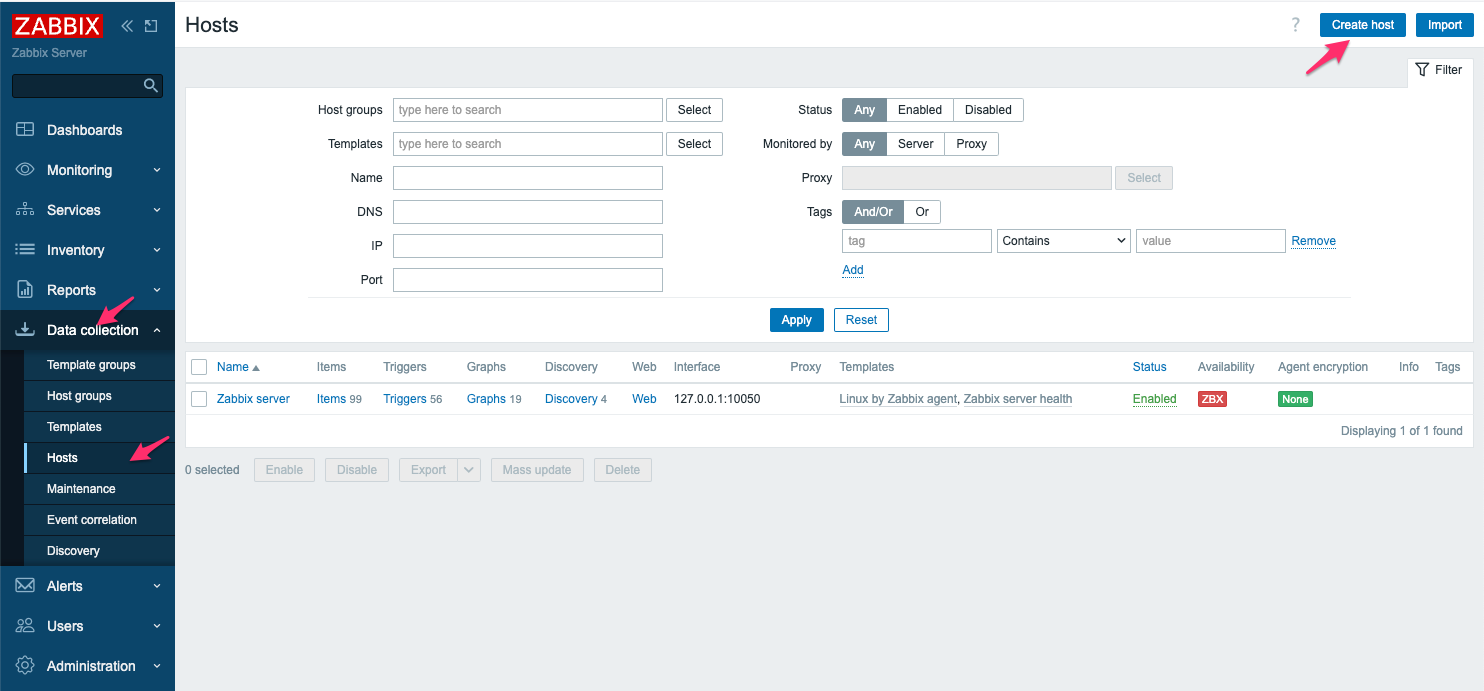 ZABBIX
Zabbix Server
Dashboards
Monitoring
Services
Inventory
Reports
Data collection
Template groups
Host groups
Templates
Hosts
Maintenance
Event correlation
Discovery
Alerts
Users
Administration
Hosts
? Create host Import
Filter
Host groups type here to search Select Status Any Enabled Disabled
Templates type here to search Select Monitored by Any Server Proxy
Name Proxy Select
DNS Tags And/Or Or
IP tag Contains value Remove
Port Add
Apply Reset
Name Items Triggers Graphs Discovery Web Interface Proxy Templates Status Availability Agent encryption Info Tags
Zabbix server Items 99 Triggers 56 Graphs 19 Discovery 4 Web 127.0.0.1:10050 Linux by Zabbix agent, Zabbix server health Enabled ZBX None
Displaying 1 of 1 found
0 selected Enable Disable Export Mass update Delete